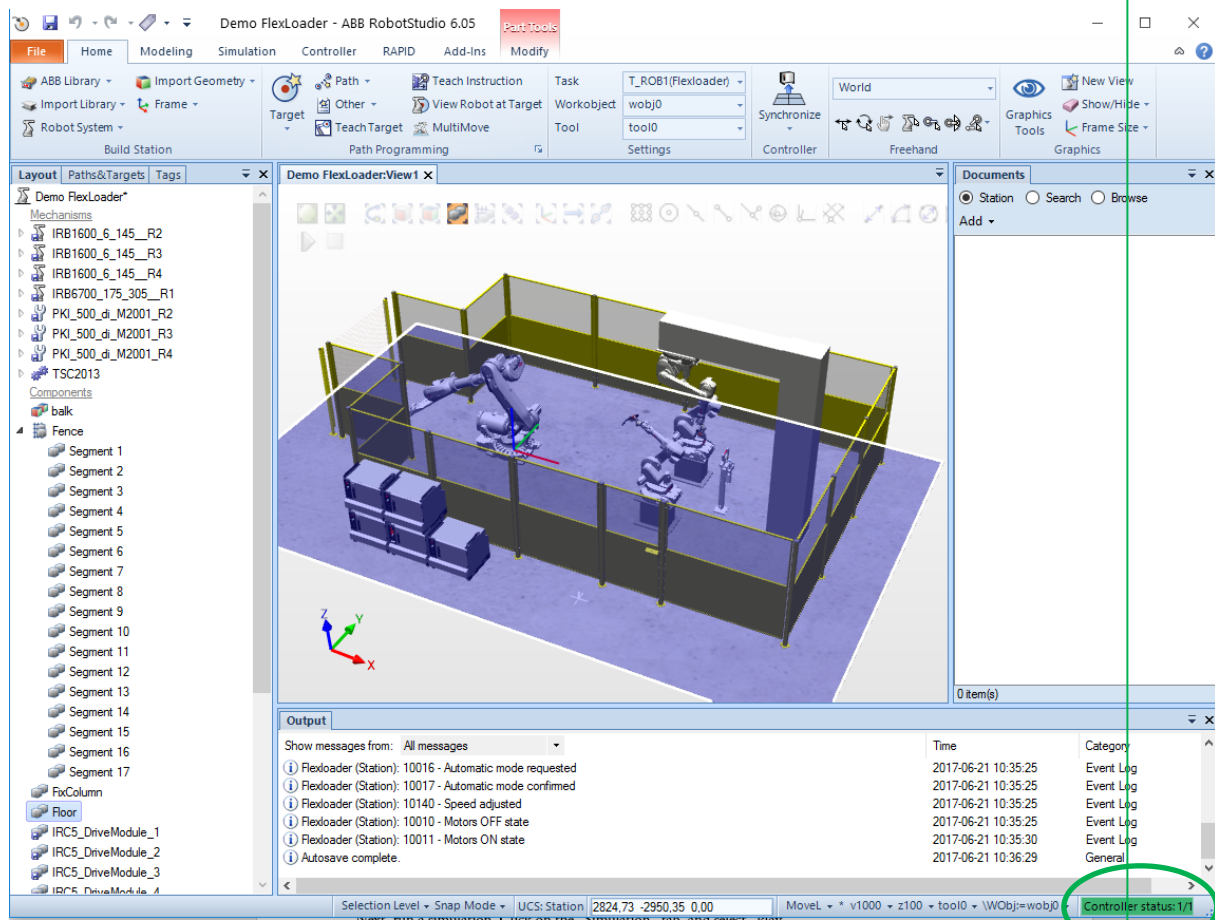 Demo FlexLoader - ABB RobotStudio 6.05
Part Tools
File Home Modeling Simulation Controller RAPID Add-Ins Modify
ABB Library Import Geometry
Import Library Frame
Robot System
Build Station
Target
Path
Other
Teach Target
Teach Instruction
View Robot at Target
MultiMove
Path Programming
Task T_ROB1(Flexloader)
Workobject wobj0
Tool tool0
Settings
Synchronize
Controller
World
Freehand
Graphics Tools
New View
Show/Hide
Frame Size
Graphics
Layout Paths&Targets Tags
Demo FlexLoader*
Mechanisms
IRB1600_6_145__R2
IRB1600_6_145__R3
IRB1600_6_145__R4
IRB6700_175_305__R1
PKI_500_di_M2001_R2
PKI_500_di_M2001_R3
PKI_500_di_M2001_R4
TSC2013
Components
balk
Fence
Segment 1
Segment 2
Segment 3
Segment 4
Segment 5
Segment 6
Segment 7
Segment 8
Segment 9
Segment 10
Segment 11
Segment 12
Segment 13
Segment 14
Segment 15
Segment 16
Segment 17
FixColumn
Floor
IRC5_DriveModule_1
IRC5_DriveModule_2
IRC5_DriveModule_3
IRC5_DriveModule_4
Demo FlexLoader:View1
Z
Y
X
Documents
Station Search Browse
Add
0 item(s)
Output
Show messages from: All messages Time Category
Flexloader (Station): 10016 - Automatic mode requested 2017-06-21 10:35:25 Event Log
Flexloader (Station): 10017 - Automatic mode confirmed 2017-06-21 10:35:25 Event Log
Flexloader (Station): 10140 - Speed adjusted 2017-06-21 10:35:25 Event Log
Flexloader (Station): 10010 - Motors OFF state 2017-06-21 10:35:25 Event Log
Flexloader (Station): 10011 - Motors ON state 2017-06-21 10:35:30 Event Log
Autosave complete. 2017-06-21 10:36:29 General
Selection Level Snap Mode UCS: Station 2824,73 -2950,35 0,00 MoveL * v1000 z100 tool0 \WObj:=wobj0 Controller status: 1/1